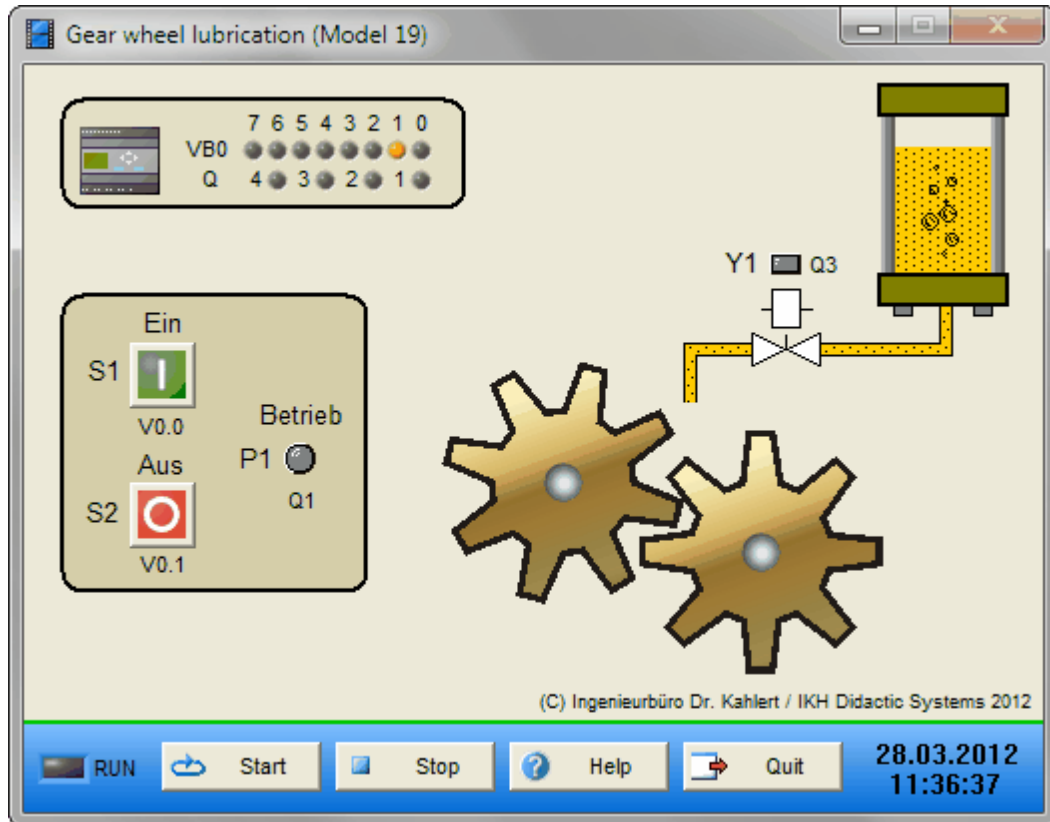 Gear wheel lubrication (Model 19)
7 6 5 4 3 2 1 0
VB0
Q 4 3 2 1
Y1 Q3
Ein
S1
V0.0
Betrieb
Aus
P1
S2
Q1
V0.1
(C) Ingenieurbüro Dr. Kahlert / IKH Didactic Systems 2012
RUN Start Stop Help Quit
28.03.2012
11:36:37